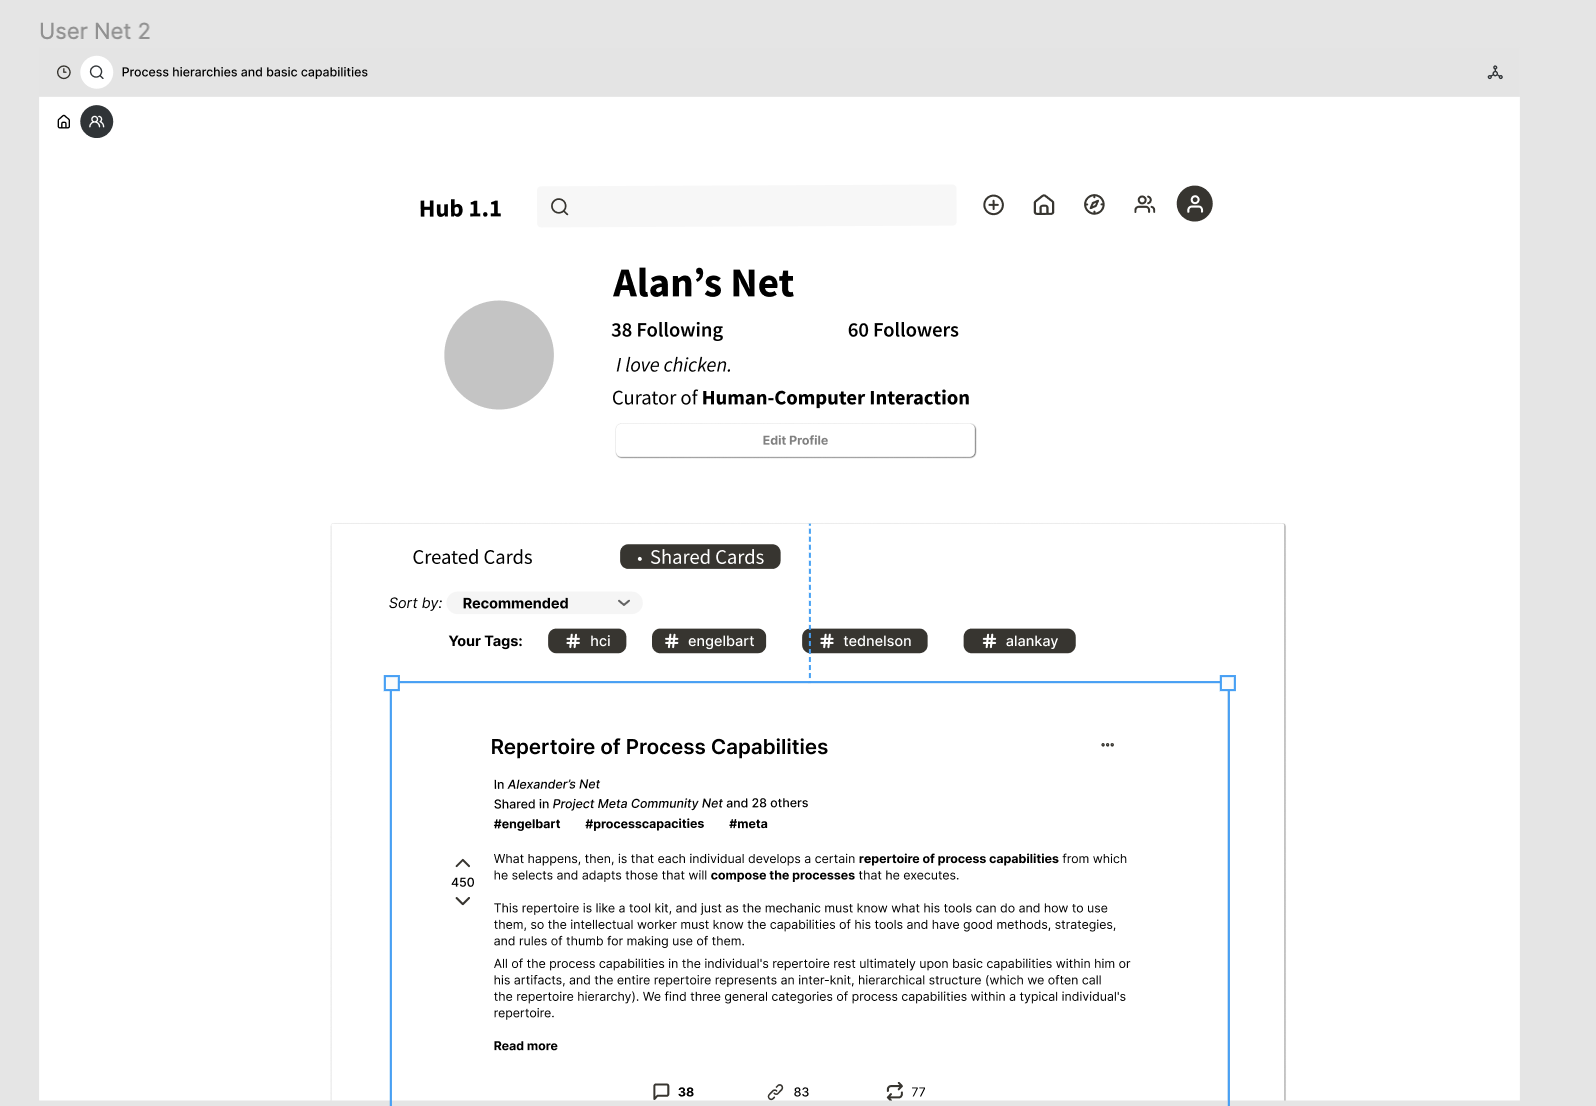 User Net 2
Process hierarchies and basic capabilities
Hub 1.1
Alan’s Net
38 Following 60 Followers
I love chicken.
Curator of Human-Computer Interaction
Edit Profile
Created Cards • Shared Cards
Sort by: Recommended
Your Tags: # hci # engelbart # tednelson # alankay
Repertoire of Process Capabilities
In Alexander’s Net
Shared in Project Meta Community Net and 28 others
#engelbart #processcapacities #meta
What happens, then, is that each individual develops a certain repertoire of process capabilities from which
he selects and adapts those that will compose the processes that he executes.
450
This repertoire is like a tool kit, and just as the mechanic must know what his tools can do and how to use
them, so the intellectual worker must know the capabilities of his tools and have good methods, strategies,
and rules of thumb for making use of them.
All of the process capabilities in the individual's repertoire rest ultimately upon basic capabilities within him or
his artifacts, and the entire repertoire represents an inter-knit, hierarchical structure (which we often call
the repertoire hierarchy). We find three general categories of process capabilities within a typical individual's
repertoire.
Read more
38 83 77